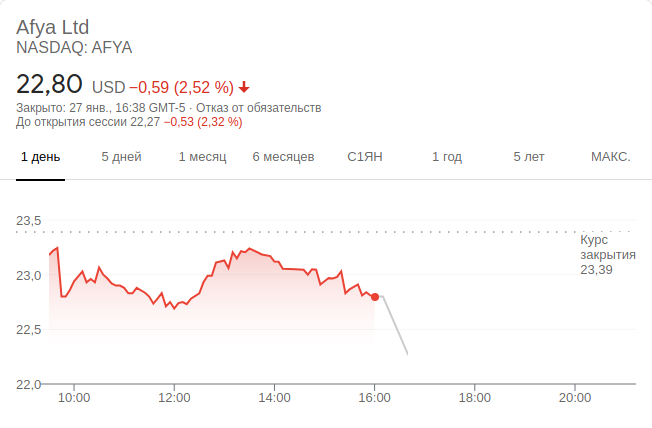 Afya Ltd
NASDAQ: AFYA
22,80 USD −0,59 (2,52 %)
Закрыто: 27 янв., 16:38 GMT-5 · Отказ от обязательств
До открытия сессии 22,27 −0,53 (2,32 %)
1 день 5 дней 1 месяц 6 месяцев С1ЯН 1 год 5 лет МАКС.
23,5
Курс
закрытия
23,39
23,0
22,5
22,0
10:00 12:00 14:00 16:00 18:00 20:00